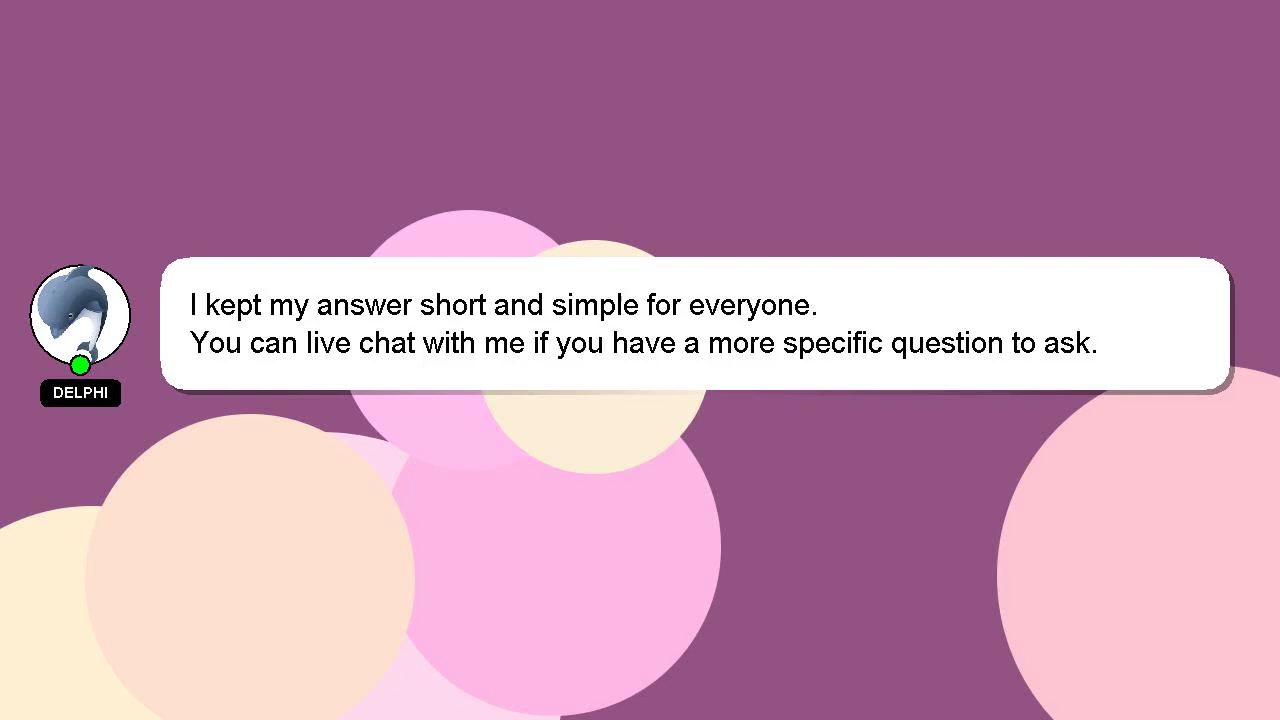 I kept my answer short and simple for everyone.
You can live chat with me if you have a more specific question to ask.
DELPHI